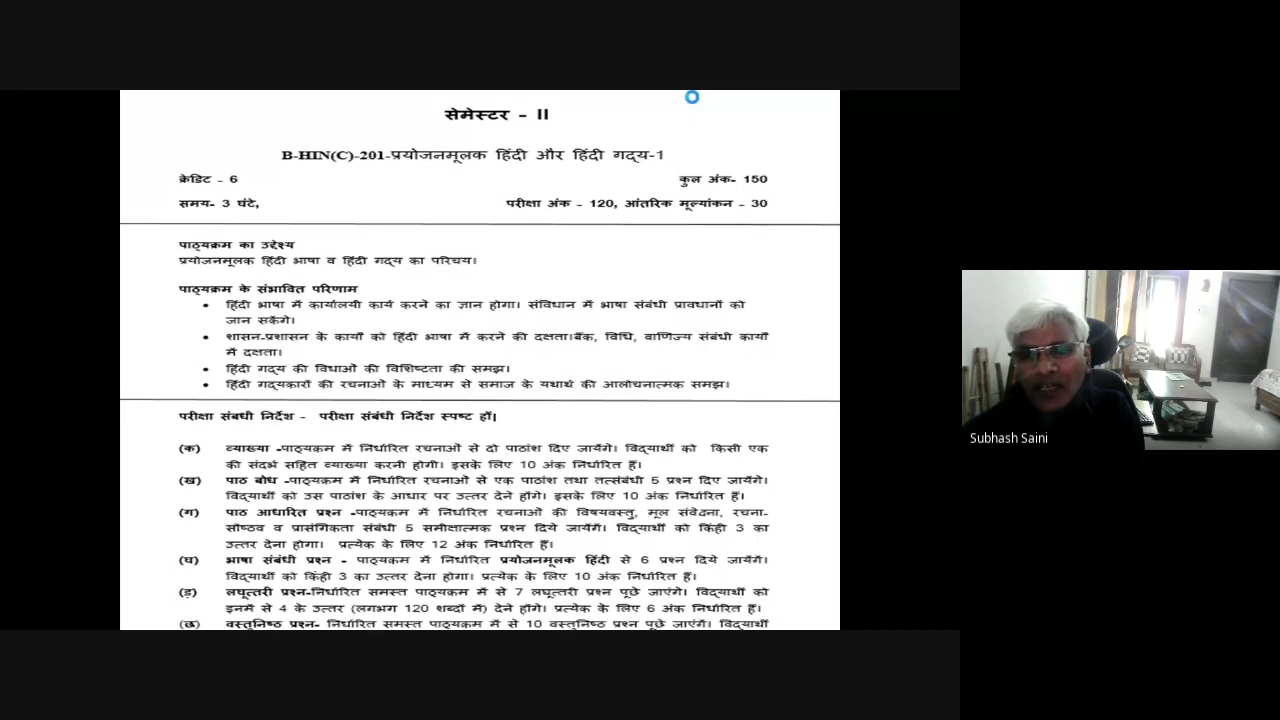 सेमेस्टर - II
B-HIN(C)-201-प्रयोजनमूलक हिंदी और हिंदी गद्य-1
क्रेडिट - 6 कुल अंक- 150
समय- 3 घंटे, परीक्षा अंक - 120, आंतरिक मूल्यांकन - 30
पाठ्यक्रम का उद्देश्य
प्रयोजनमूलक हिंदी भाषा व हिंदी गद्य का परिचय।
पाठ्यक्रम के संभावित परिणाम
• हिंदी भाषा में कार्यालयी कार्य करने का ज्ञान होगा। संविधान में भाषा संबंधी प्रावधानों को
जान सकेंगे।
• शासन-प्रशासन के कार्यों को हिंदी भाषा में करने की दक्षता।बैंक, विधि, वाणिज्य संबंधी कार्यों
में दक्षता।
• हिंदी गद्य की विधाओं की विशिष्टता की समझ।
• हिंदी गद्यकारों की रचनाओं के माध्यम से समाज के यथार्थ की आलोचनात्मक समझ।
परीक्षा संबधी निर्देश - परीक्षा संबंधी निर्देश स्पष्ट हों|
(क) व्याख्या -पाठ्यक्रम में निर्धारित रचनाओं से दो पाठांश दिए जायेंगे। विद्यार्थी को किसी एक
की संदर्भ सहित व्याख्या करनी होगी। इसके लिए 10 अंक निर्धारित हैं।
(ख) पाठ बोध -पाठ्यक्रम में निर्धारित रचनाओं से एक पाठांश तथा तत्संबंधी 5 प्रश्न दिए जायेंगे।
विद्यार्थी को उस पाठांश के आधार पर उत्तर देने होंगे। इसके लिए 10 अंक निर्धारित हैं।
(ग) पाठ आधारित प्रश्न -पाठ्यक्रम में निर्धारित रचनाओं की विषयवस्तु, मूल संवेदना, रचना-
सौष्ठव व प्रासंगिकता संबंधी 5 समीक्षात्मक प्रश्न दिये जायेंगें। विद्यार्थी को किंही 3 का
उत्तर देना होगा। प्रत्येक के लिए 12 अंक निर्धारित हैं।
(घ) भाषा संबंधी प्रश्न - पाठ्यक्रम में निर्धारित प्रयोजनमूलक हिंदी से 6 प्रश्न दिये जायेंगे।
विद्यार्थी को किंही 3 का उत्तर देना होगा। प्रत्येक के लिए 10 अंक निर्धारित हैं।
(ड़) लघूत्तरी प्रश्न-निर्धारित समस्त पाठ्यक्रम में से 7 लघूत्तरी प्रश्न पूछे जाएंगे। विद्यार्थी को
इनमें से 4 के उत्तर (लगभग 120 शब्दों में) देने होंगे। प्रत्येक के लिए 6 अंक निर्धारित हैं।
(छ) वस्तुनिष्ठ प्रश्न- निर्धारित समस्त पाठ्यक्रम में से 10 वस्तुनिष्ठ प्रश्न पूछे जाएंगें। विद्यार्थी
Subhash Saini